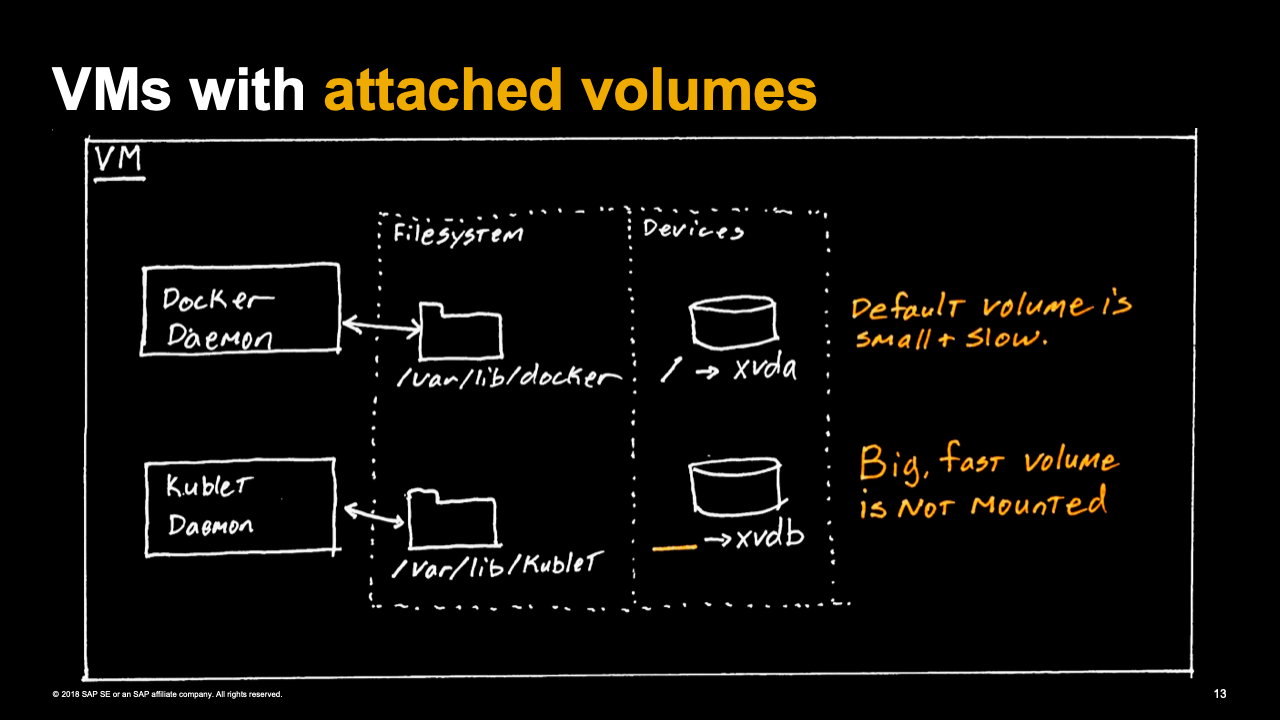 VMs with attached volumes
VM
Filesystem
Devices
Docker
Daemon
/var/lib/docker
/ → xvda
Default volume is
small + slow.
Kublet
Daemon
/var/lib/Kublet
__ → xvdb
Big, fast volume
is not mounted
© 2018 SAP SE or an SAP affiliate company. All rights reserved.
13